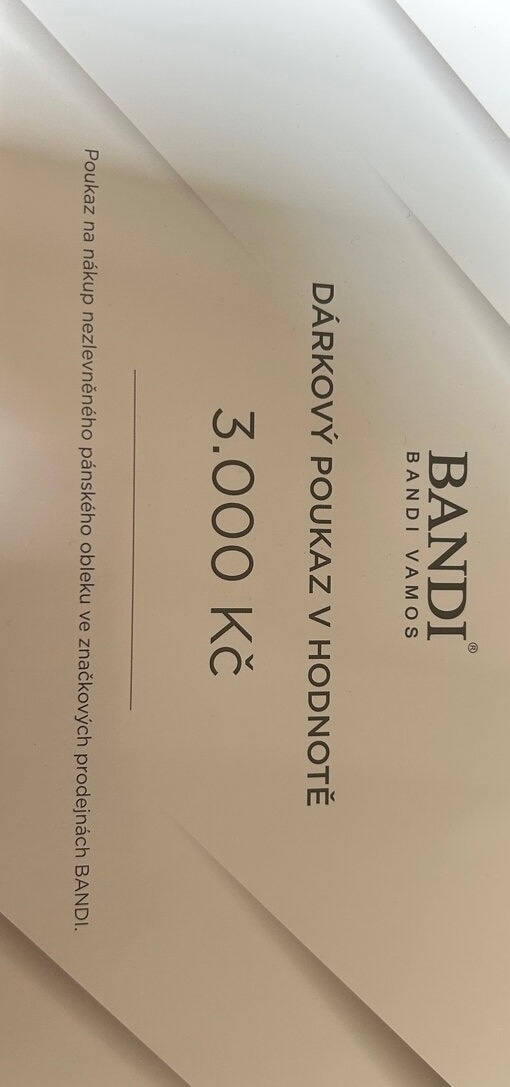 BANDI®
BANDI VAMOS
DÁRKOVÝ POUKAZ V HODNOTĚ
3.000 KČ
Poukaz na nákup nezlevněného pánského obleku ve značkových prodejnách BANDI.